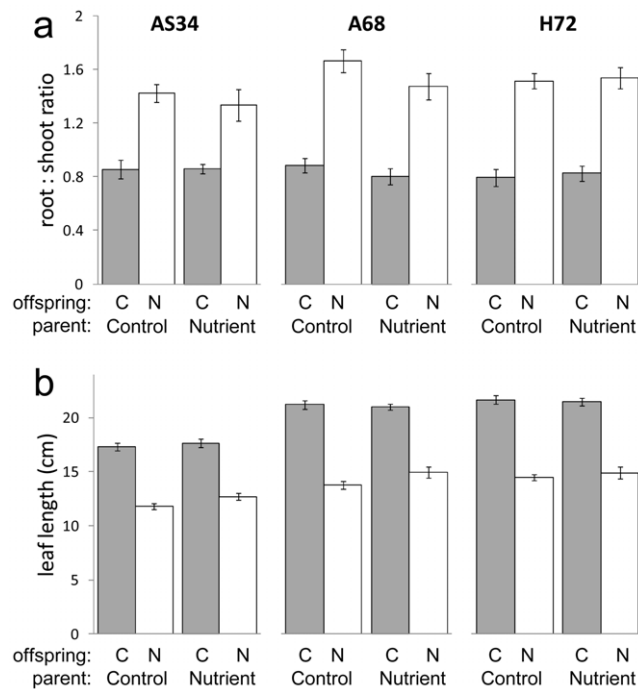 a AS34 A68 H72
2
1.6
1.2
0.8
0.4
0
root : shoot ratio
offspring: C N C N C N C N C N C N
parent: Control Nutrient Control Nutrient Control Nutrient
b
20
15
10
5
0
leaf length (cm)
offspring: C N C N C N C N C N C N
parent: Control Nutrient Control Nutrient Control Nutrient